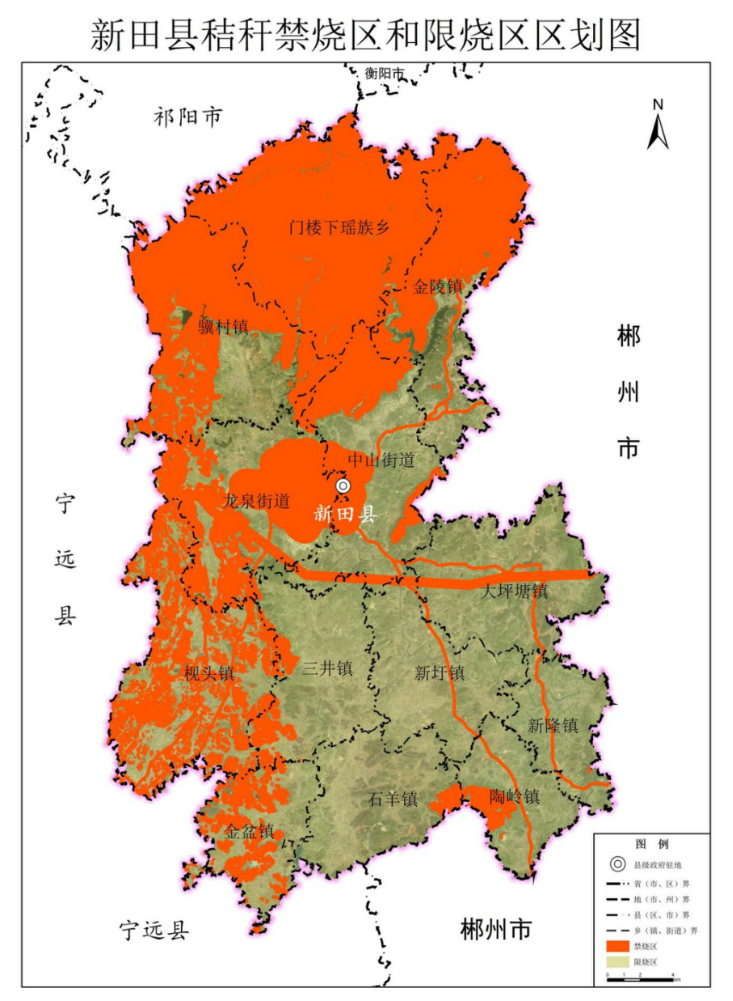 新田县秸秆禁烧区和限烧区区划图
衡阳市
祁阳市
N
门楼下瑶族乡
金陵镇
骥村镇
郴州市
中山街道
龙泉街道
新田县
宁远县
大坪塘镇
三井镇
枧头镇
新圩镇
新隆镇
石羊镇
陶岭镇
金盆镇
宁远县
郴州市
图 例
县级政府驻地
省（市、区）界
地（市、州）界
县（区、市）界
乡（镇、街道）界
禁烧区
限烧区
0 1 2 4